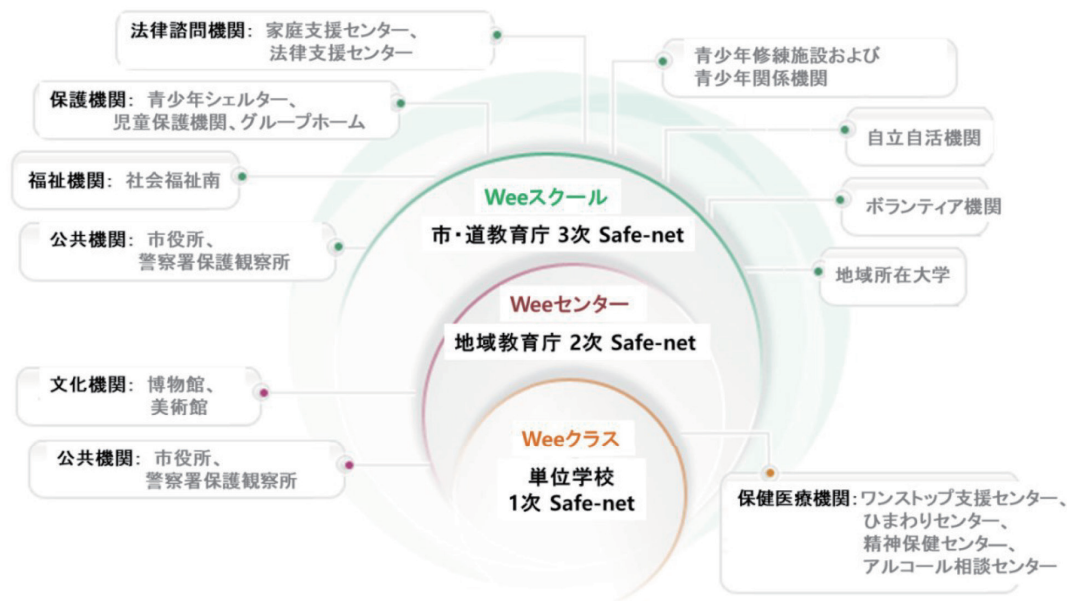 法律諮問機関： 家庭支援センター、
法律支援センター
保護機関： 青少年シェルター、
児童保護機関、グループホーム
福祉機関： 社会福祉南
公共機関： 市役所、
警察署保護観察所
青少年修練施設および
青少年関係機関
自立自活機関
ボランティア機関
地域所在大学
Weeスクール
市・道教育庁 3次 Safe-net
Weeセンター
地域教育庁 2次 Safe-net
Weeクラス
単位学校
1次 Safe-net
文化機関： 博物館、
美術館
公共機関： 市役所、
警察署保護観察所
保健医療機関：ワンストップ支援センター、
ひまわりセンター、
精神保健センター、
アルコール相談センター